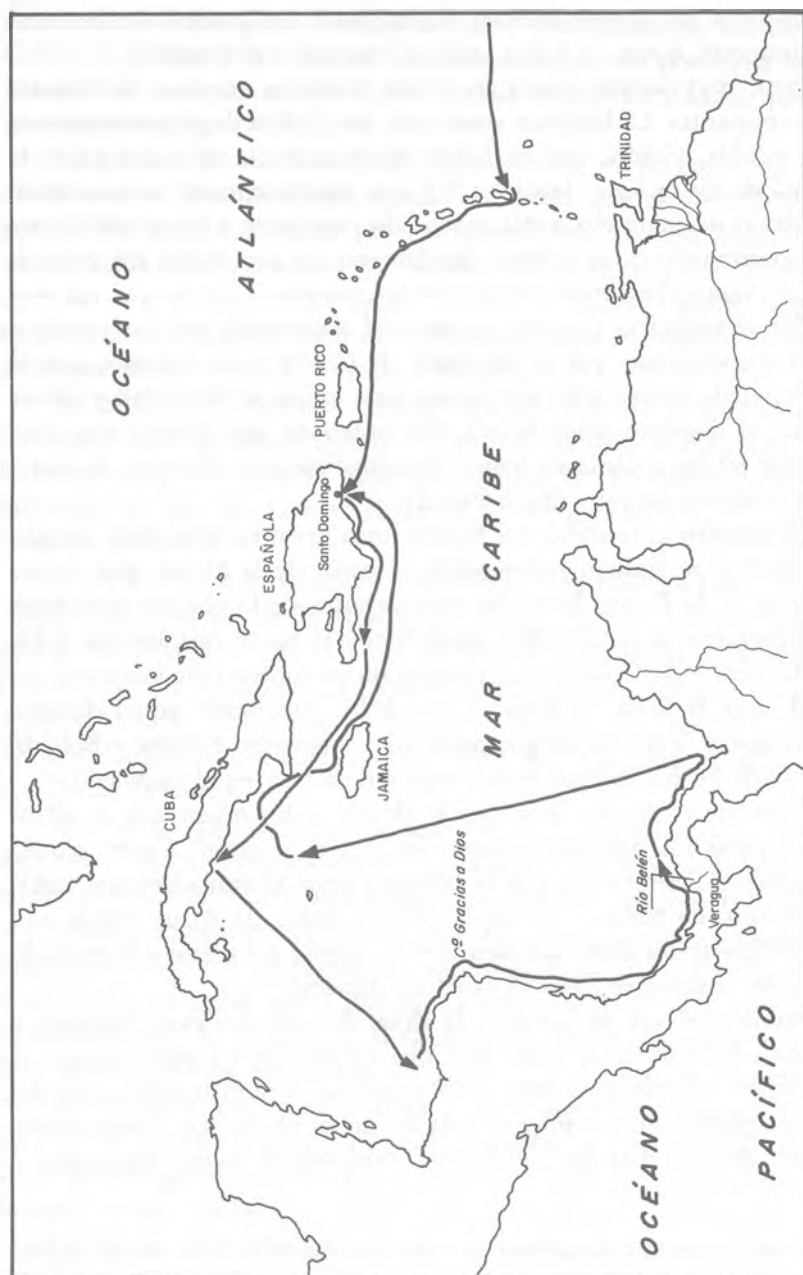 OCÉANO
ALLÁNTICO
CUBA
ESPAÑOLA
Santo Domingo
PUERTO RICO
JAMAICA
MAR CARIBE
TRINIDAD
Cº Gracias a Dios
Río Belén
Veragua
OCÉANO
PACÍFICO